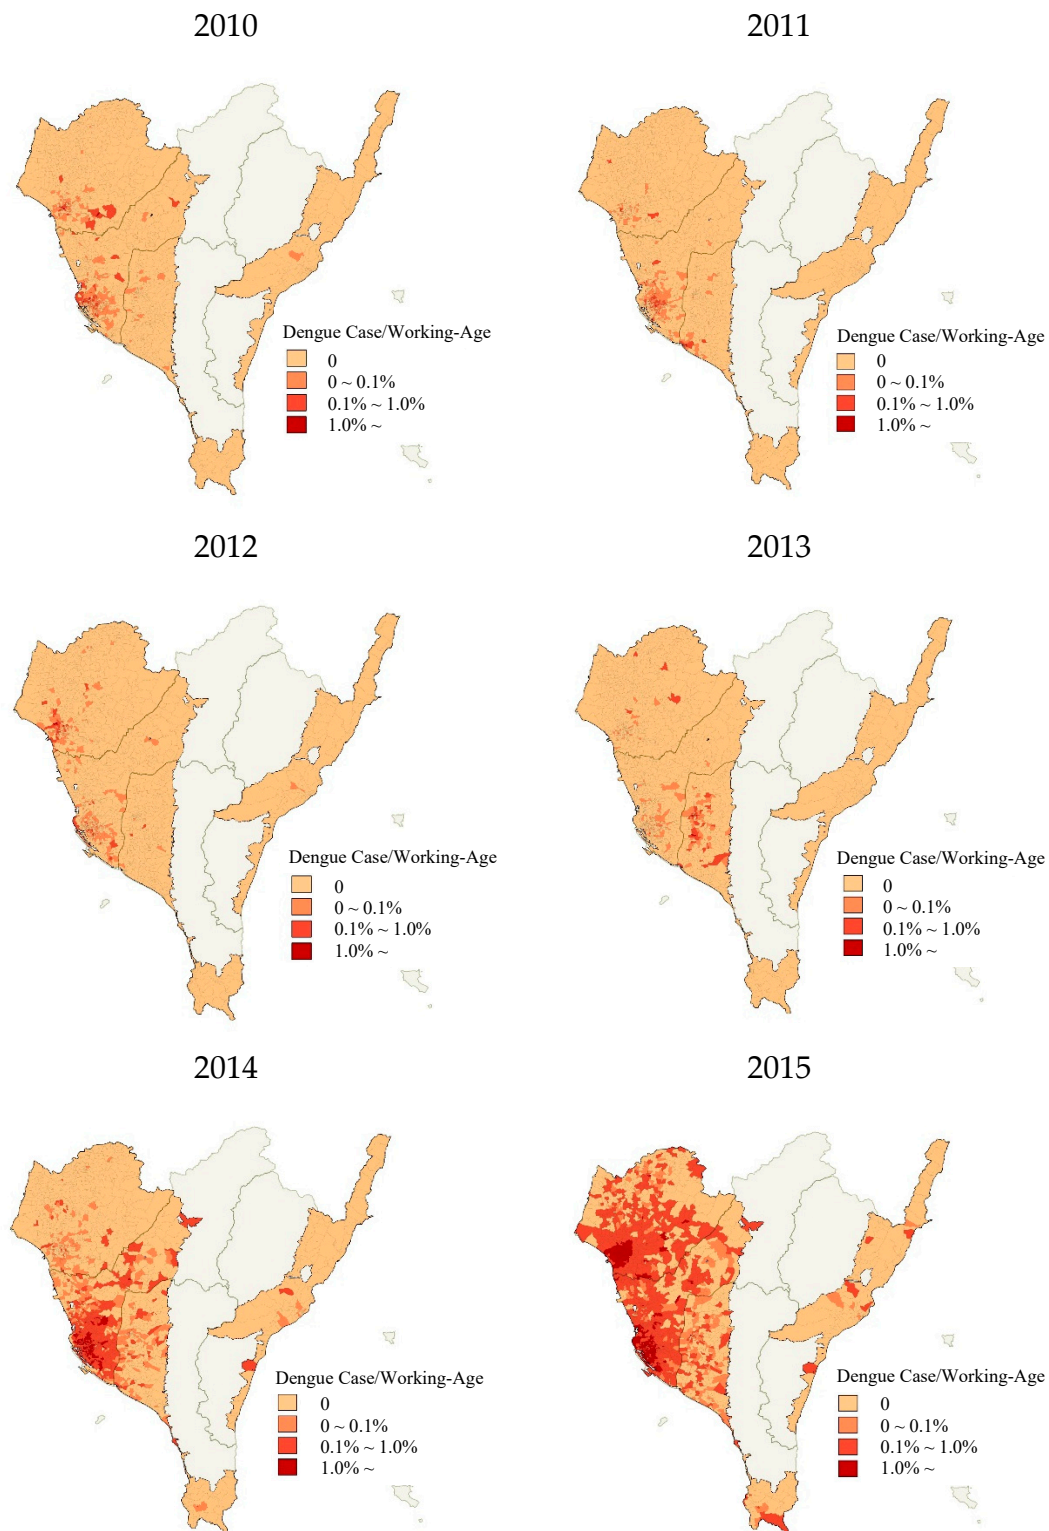 2010
2011
Dengue Case/Working-Age
0
0 ~ 0.1%
0.1% ~ 1.0%
1.0% ~
Dengue Case/Working-Age
0
0 ~ 0.1%
0.1% ~ 1.0%
1.0% ~
2012
2013
Dengue Case/Working-Age
0
0 ~ 0.1%
0.1% ~ 1.0%
1.0% ~
Dengue Case/Working-Age
0
0 ~ 0.1%
0.1% ~ 1.0%
1.0% ~
2014
2015
Dengue Case/Working-Age
0
0 ~ 0.1%
0.1% ~ 1.0%
1.0% ~
Dengue Case/Working-Age
0
0 ~ 0.1%
0.1% ~ 1.0%
1.0% ~